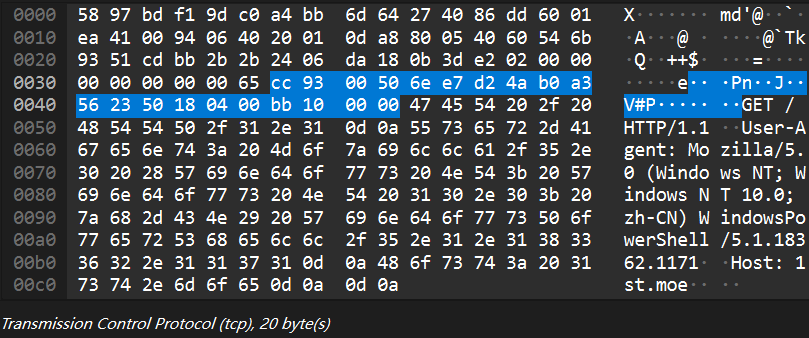 0000 58 97 bd f1 9d c0 a4 bb 6d 64 27 40 86 dd 60 01 X·······md'@··`·
0010 ea 41 00 94 06 40 20 01 0d a8 80 05 40 60 54 6b ·A···@ ·····@`Tk
0020 93 51 cd bb 2b 2b 24 06 da 18 0b 3d e2 02 00 00 ·Q··++$····=····
0030 00 00 00 00 00 65 cc 93 00 50 6e e7 d2 4a b0 a3 ·····e···Pn··J··
0040 56 23 50 18 04 00 bb 10 00 00 47 45 54 20 2f 20 V#P·······GET /
0050 48 54 54 50 2f 31 2e 31 0d 0a 55 73 65 72 2d 41 HTTP/1.1··User-A
0060 67 65 6e 74 3a 20 4d 6f 7a 69 6c 6c 61 2f 35 2e gent: Mozilla/5.
0070 30 20 28 57 69 6e 64 6f 77 73 20 4e 54 3b 20 57 0 (Windows NT; W
0080 69 6e 64 6f 77 73 20 4e 54 20 31 30 2e 30 3b 20 indows NT 10.0;
0090 7a 68 2d 43 4e 29 20 57 69 6e 64 6f 77 73 50 6f zh-CN) WindowsPo
00a0 77 65 72 53 68 65 6c 6c 2f 35 2e 31 2e 31 38 33 werShell/5.1.183
00b0 36 32 2e 31 31 37 31 0d 0a 48 6f 73 74 3a 20 31 62.1171··Host: 1
00c0 73 74 2e 6d 6f 65 0d 0a 0d 0a st.moe····
Transmission Control Protocol (tcp), 20 byte(s)